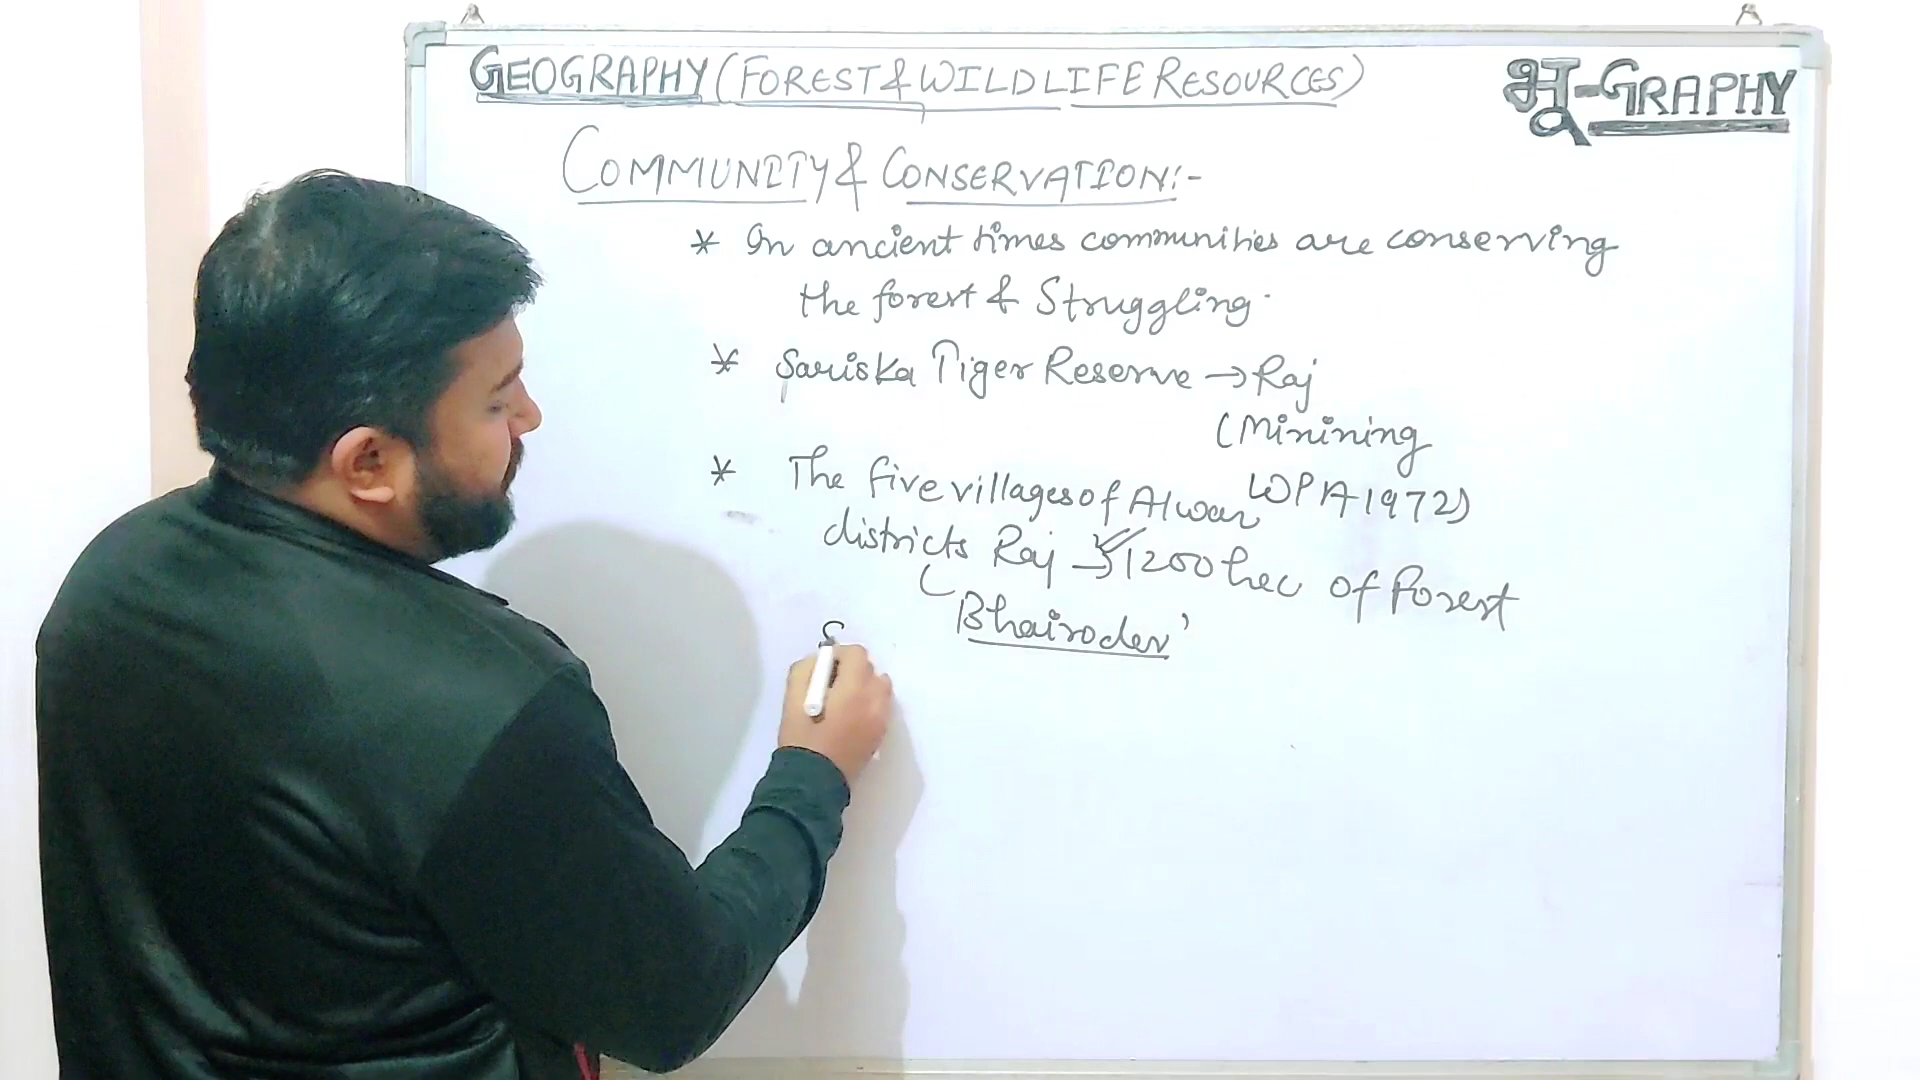 GEOGRAPHY (FOREST & WILDLIFE RESOURCES)
भू-GRAPHY
COMMUNITY & CONSERVATION:-
* In ancient times communities are conserving
the forest & Struggling.
* Sariska Tiger Reserve → Raj
(Minining
WPA 1972)
* The five villages of Alwar
districts Raj → 1200 hec of Forest
(Bhairodev'